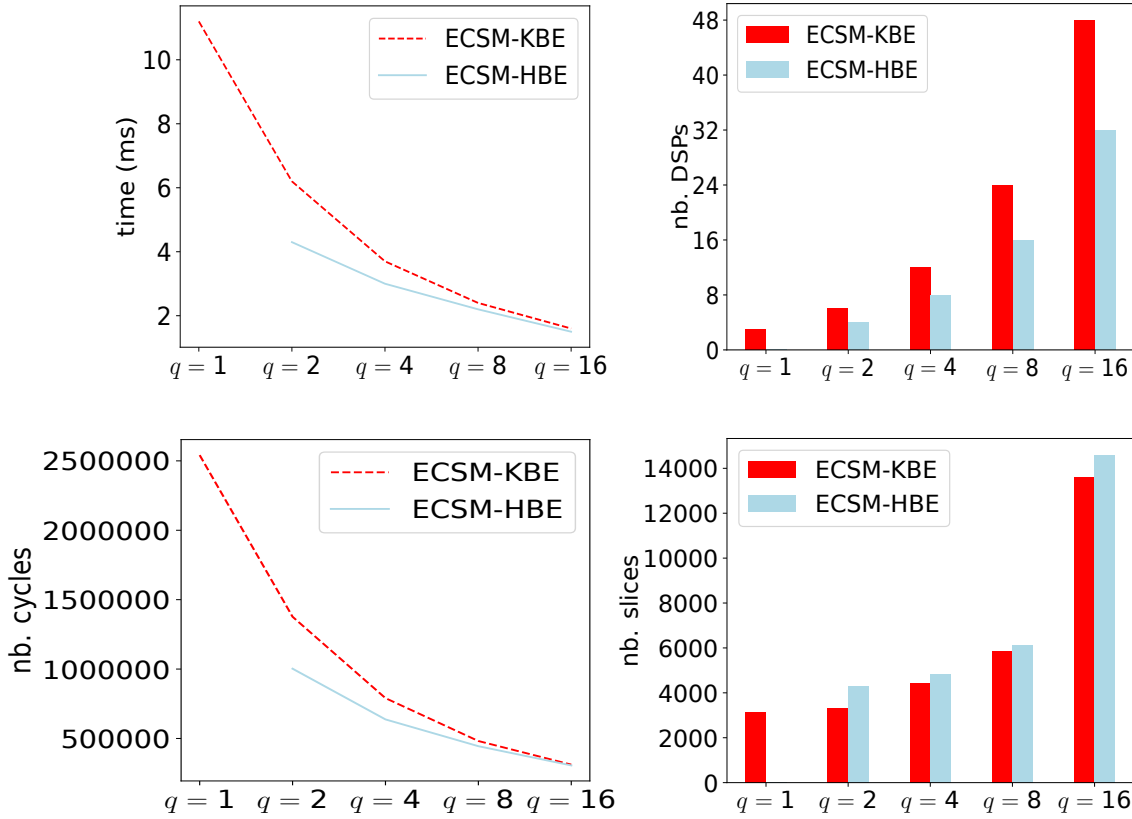 time (ms)
10
8
6
4
2
ECSM-KBE
ECSM-HBE
q = 1
q = 2
q = 4
q = 8
q = 16
nb. DSPs
48
40
32
24
16
8
0
ECSM-KBE
ECSM-HBE
q = 1
q = 2
q = 4
q = 8
q = 16
nb. cycles
2500000
2000000
1500000
1000000
500000
ECSM-KBE
ECSM-HBE
q = 1
q = 2
q = 4
q = 8
q = 16
nb. slices
14000
12000
10000
8000
6000
4000
2000
0
ECSM-KBE
ECSM-HBE
q = 1
q = 2
q = 4
q = 8
q = 16